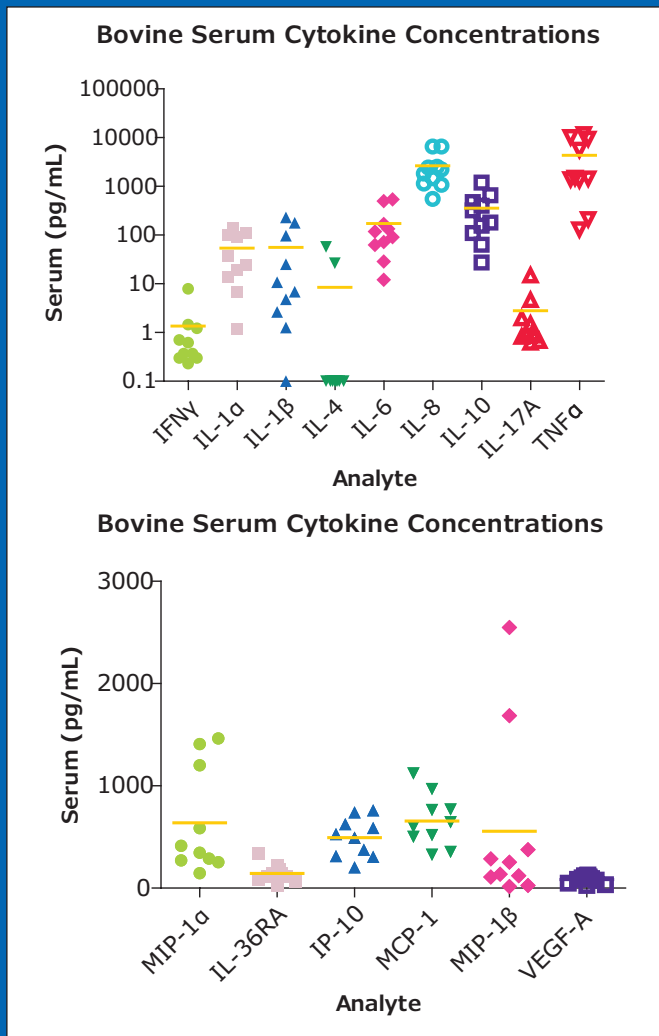 Bovine Serum Cytokine Concentrations
Serum (pg/mL)
100000
10000
1000
100
10
1
0.1
IFNγ
IL-1α
IL-1β
IL-4
IL-6
IL-8
IL-10
IL-17A
TNFα
Analyte
Bovine Serum Cytokine Concentrations
Serum (pg/mL)
3000
2000
1000
0
MIP-1α
IL-36RA
IP-10
MCP-1
MIP-1β
VEGF-A
Analyte